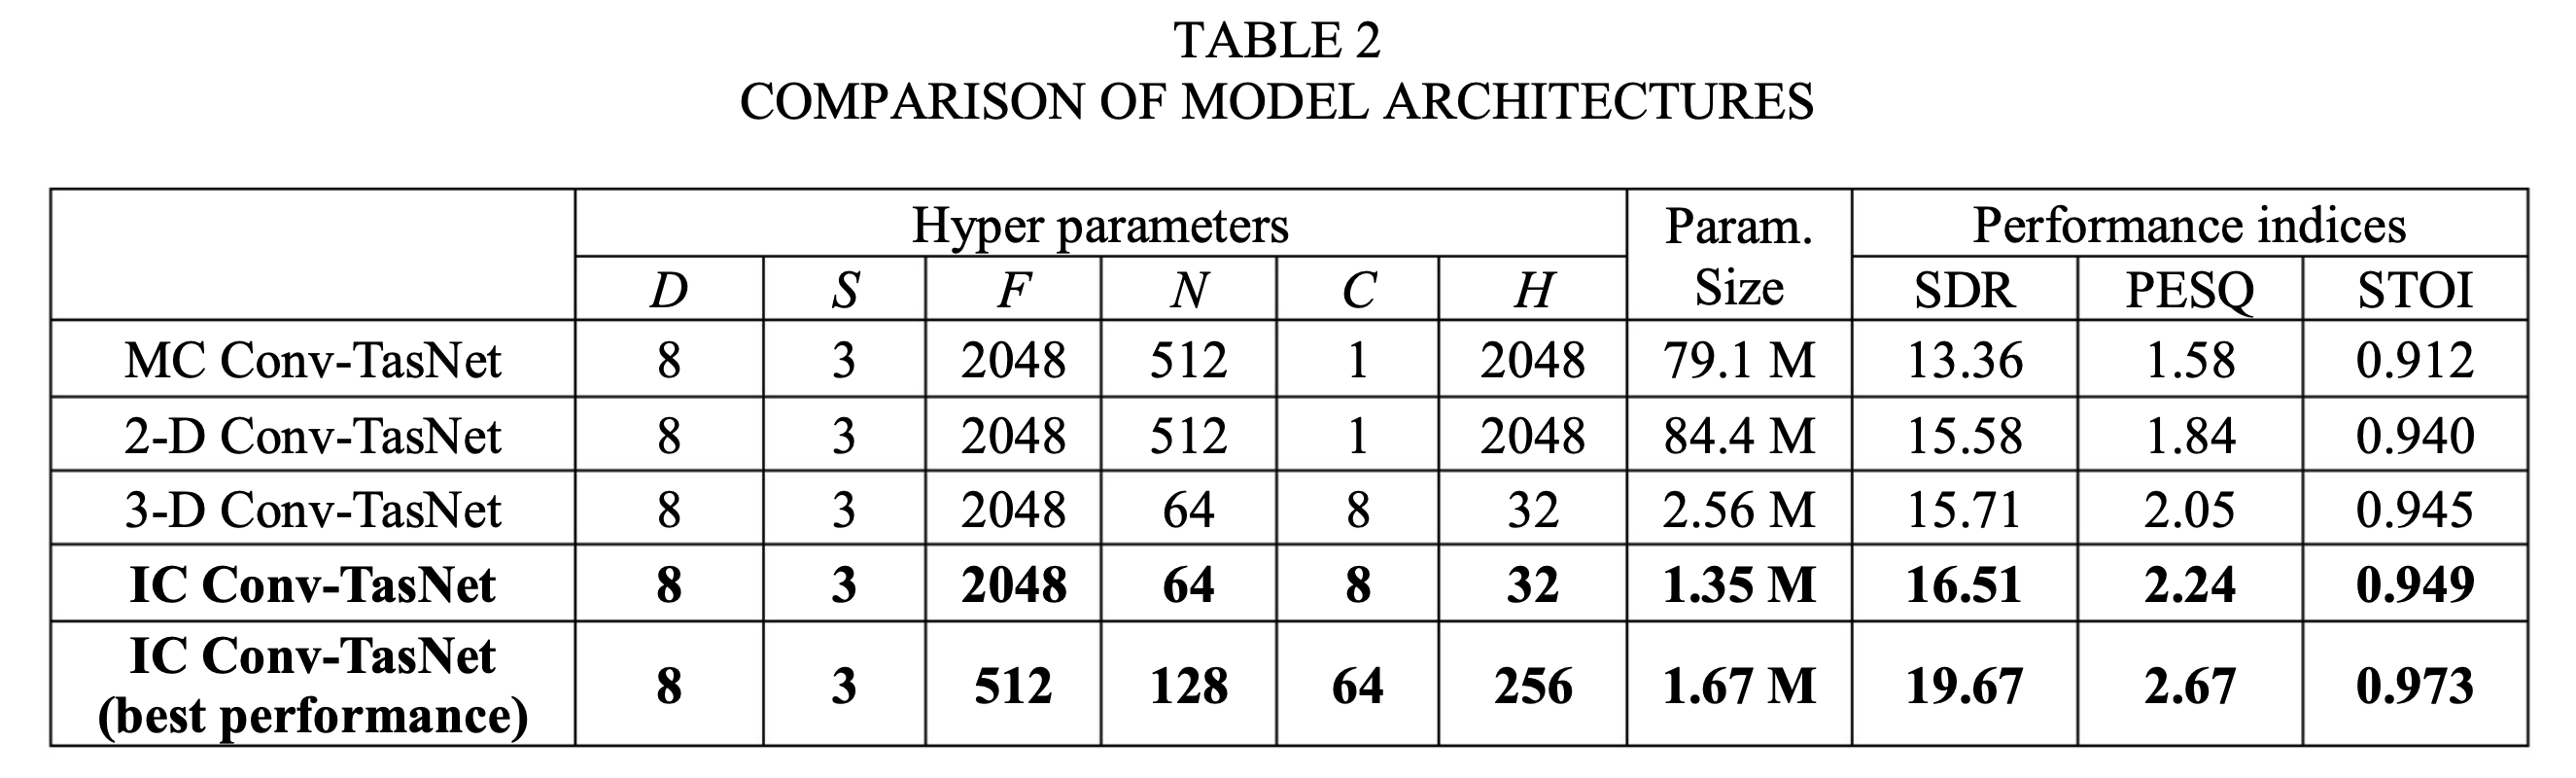 TABLE 2
COMPARISON OF MODEL ARCHITECTURES
Hyper parameters Param. Size Performance indices
D S F N C H SDR PESQ STOI
MC Conv-TasNet 8 3 2048 512 1 2048 79.1 M 13.36 1.58 0.912
2-D Conv-TasNet 8 3 2048 512 1 2048 84.4 M 15.58 1.84 0.940
3-D Conv-TasNet 8 3 2048 64 8 32 2.56 M 15.71 2.05 0.945
IC Conv-TasNet 8 3 2048 64 8 32 1.35 M 16.51 2.24 0.949
IC Conv-TasNet
(best performance) 8 3 512 128 64 256 1.67 M 19.67 2.67 0.973